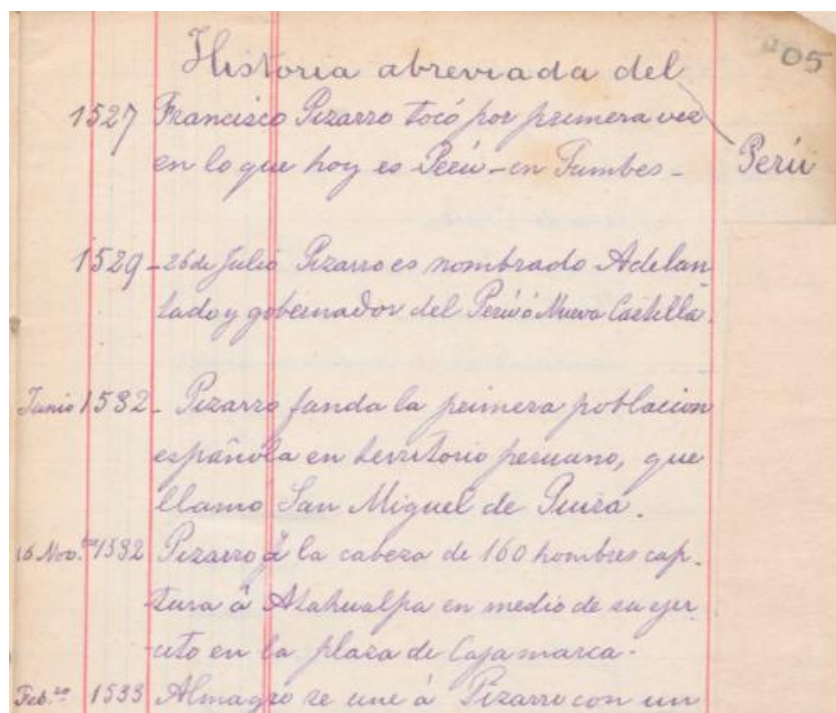 205
Historia abreviada del
Perú
1527 Francisco Pizarro tocó por primera vez
en lo que hoy es Perú - en Tumbes -
1529 - 26 de Julio Pizarro es nombrado Adelan
tado y gobernador del Perú ó Nueva Castilla.
Junio 1532 - Pizarro funda la primera poblacion
española en territorio peruano, que
llamó San Miguel de Piura.
16 Nov.bre 1532 Pizarro á la cabeza de 160 hombres cap-
tura á Atahualpa en medio de su ejer
cito en la plaza de Cajamarca.
Feb.ro 1533 Almagro se une á Pizarro con un